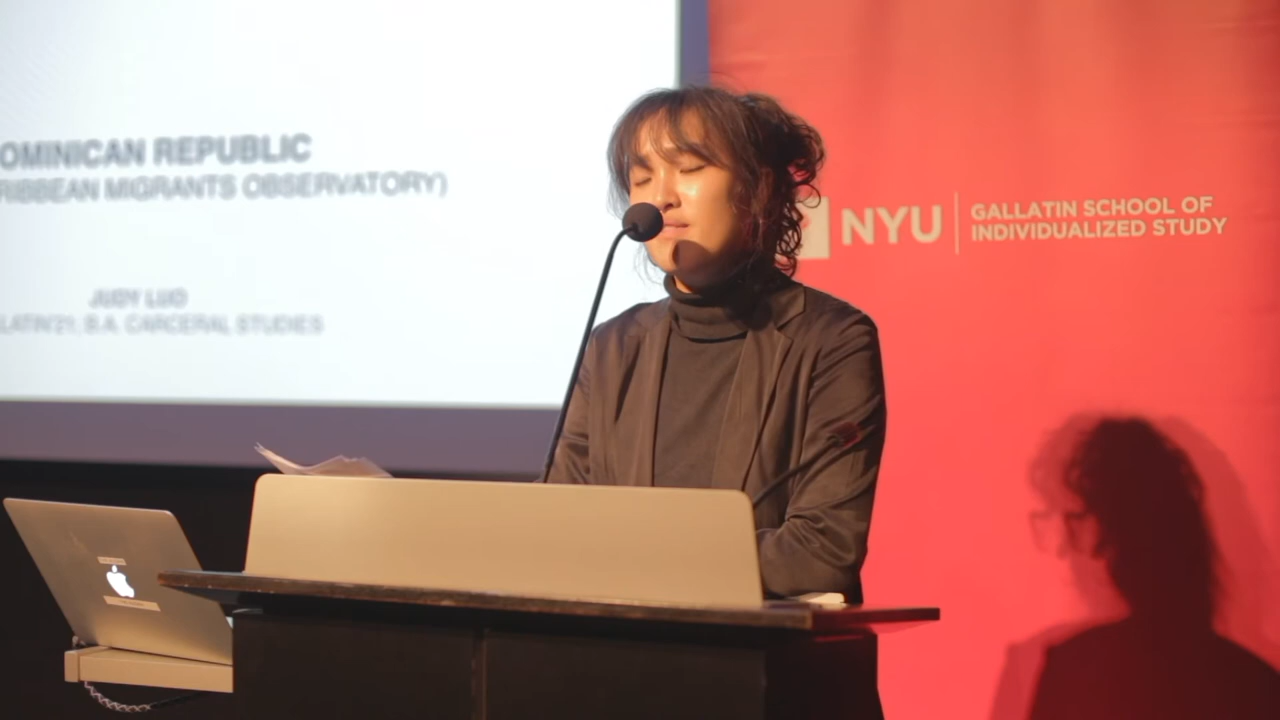 OMINICAN REPUBLIC
RIBBEAN MIGRANTS OBSERVATORY)
JUDY LUO
LATIN'21, B.A. CARCERAL STUDIES
NYU
GALLATIN SCHOOL OF
INDIVIDUALIZED STUDY